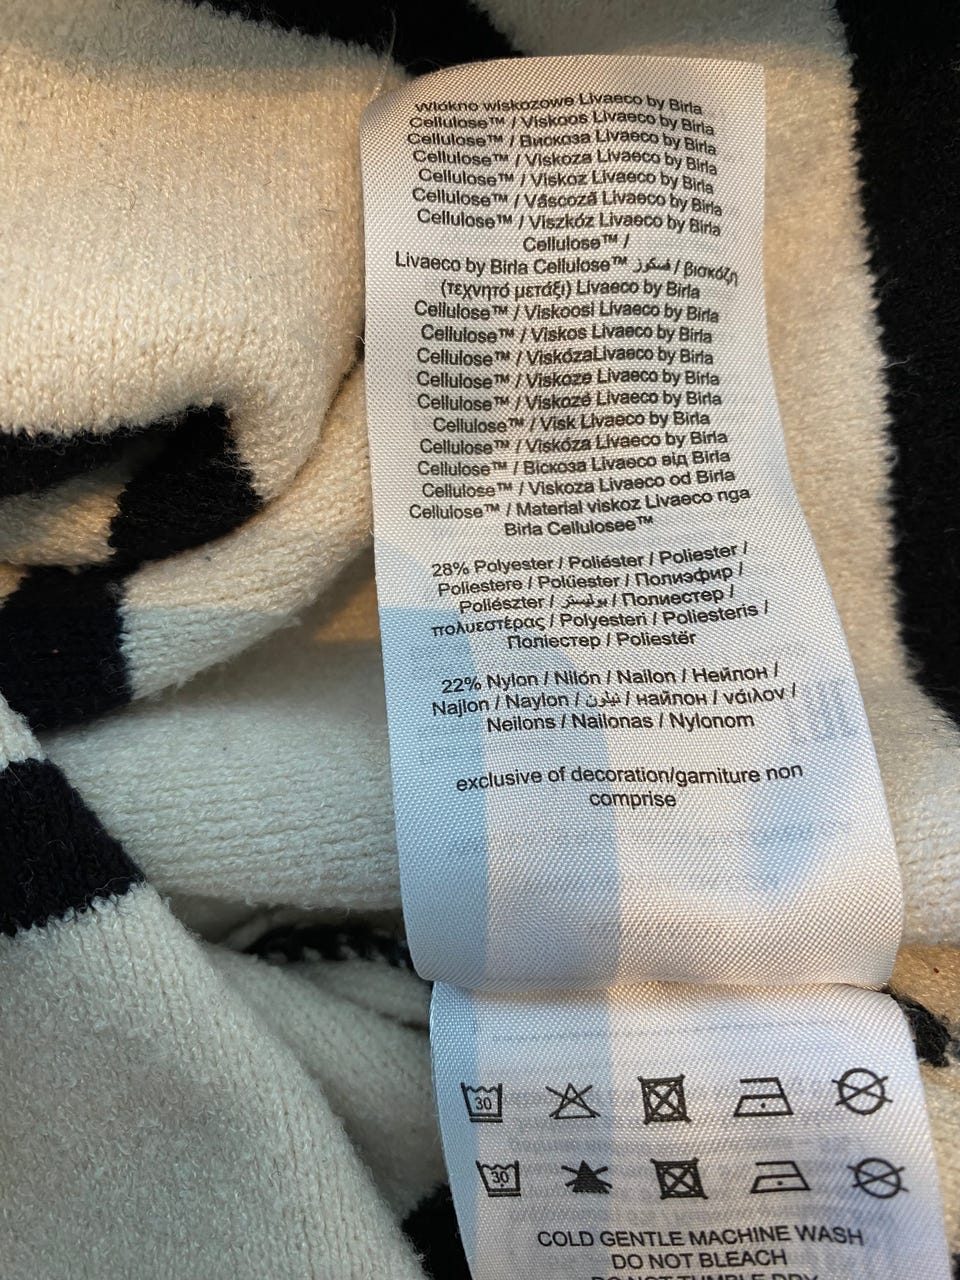 Włókno wiskozowe Livaeco by Birla
Cellulose™ / Viskoos Livaeco by Birla
Cellulose™ / Вискоза Livaeco by Birla
Cellulose™ / Viskoza Livaeco by Birla
Cellulose™ / Viskoz Livaeco by Birla
Cellulose™ / Vâscoză Livaeco by Birla
Cellulose™ / Viszkóz Livaeco by Birla
Cellulose™ /
Livaeco by Birla Cellulose™ فسكوز / βισκόζη
(τεχνητό μετάξι) Livaeco by Birla
Cellulose™ / Viskoosi Livaeco by Birla
Cellulose™ / Viskos Livaeco by Birla
Cellulose™ / ViskózaLivaeco by Birla
Cellulose™ / Viskoze Livaeco by Birla
Cellulose™ / Viskozė Livaeco by Birla
Cellulose™ / Visk Livaeco by Birla
Cellulose™ / Viskóza Livaeco by Birla
Cellulose™ / Віскоза Livaeco від Birla
Cellulose™ / Viskoza Livaeco od Birla
Cellulose™ / Material viskoz Livaeco nga
Birla Cellulosee™
28% Polyester / Poliéster / Poliester /
Poliestere / Polüester / Полиэфир /
Poliészter / بوليستر / Полиестер /
πολυεστέρας / Polyesteri / Poliesteris /
Поліестер / Poliestër
22% Nylon / Nilón / Nailon / Нейлон /
Najlon / Naylon / نيلون / найлон / νάιλον /
Neilons / Nailonas / Nylonom
exclusive of decoration/garniture non
comprise
30
30
COLD GENTLE MACHINE WASH
DO NOT BLEACH
DO NOT TUMBLE DRY